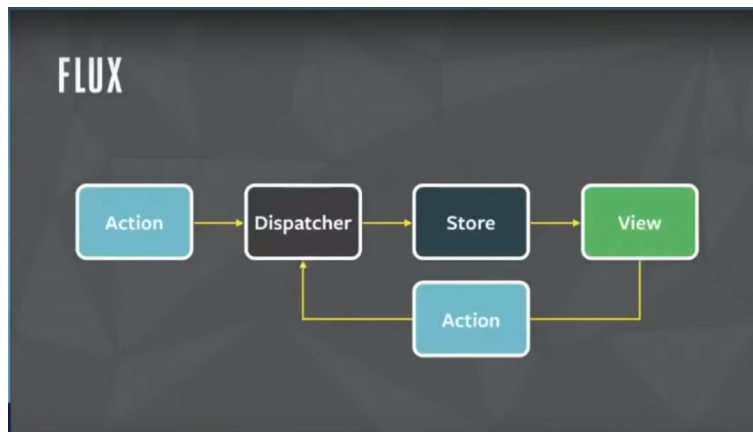 FLUX
Action
Dispatcher
Store
View
Action